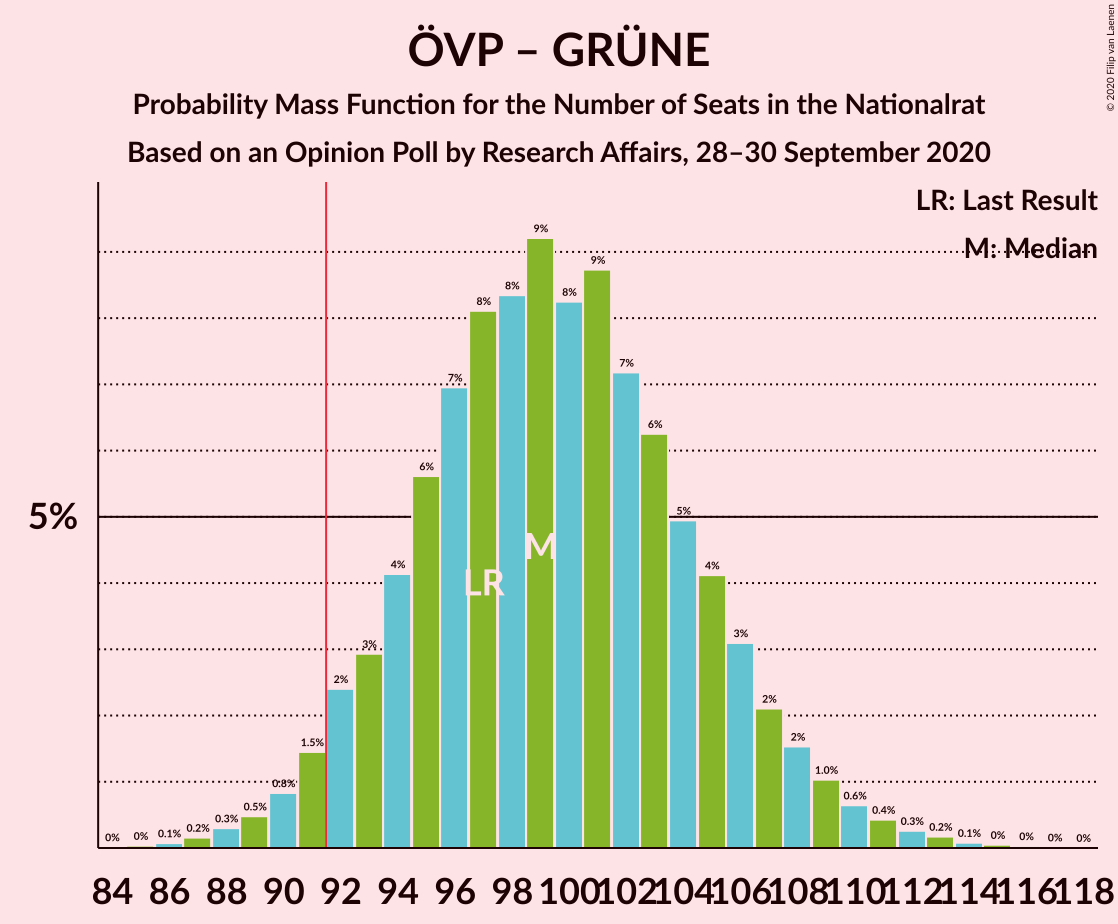 ÖVP – GRÜNE
Probability Mass Function for the Number of Seats in the Nationalrat
Based on an Opinion Poll by Research Affairs, 28–30 September 2020
© 2020 Filip van Laenen
LR: Last Result
M: Median
5%
0% 0% 0.1% 0.2% 0.3% 0.5% 0.8% 1.5% 2% 3% 4% 6% 7% 8% 8% 9% 8% 9% 7% 6% 5% 4% 3% 2% 2% 1.0% 0.6% 0.4% 0.3% 0.2% 0.1% 0% 0% 0% 0%
M
LR
84 86 88 90 92 94 96 98 100 102 104 106 108 110 112 114 116 118